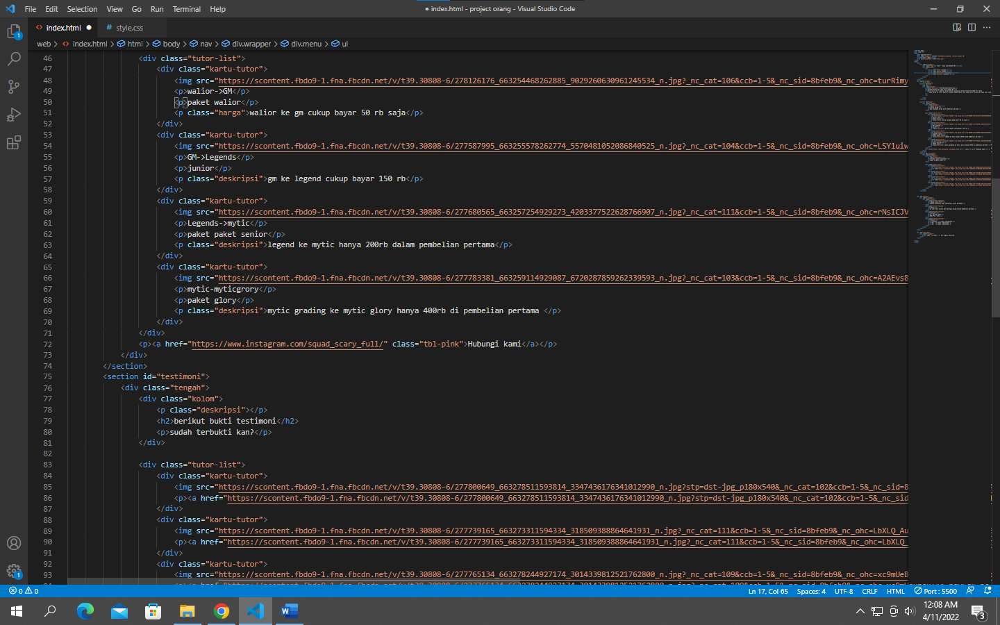 File Edit Selection View Go Run Terminal Help
● index.html - project orang - Visual Studio Code
index.html ● # style.css
web > index.html > html > body > nav > div.wrapper > div.menu > ul
46 <div class="tutor-list">
47 <div class="kartu-tutor">
48 <img src="https://scontent.fbdo9-1.fna.fbcdn.net/v/t39.30808-6/278126176_663254468262885_9029260630961245534_n.jpg?_nc_cat=106&ccb=1-5&_nc_sid=8bfeb9&_nc_ohc=turRimy
49 <p>walior->GM</p>
50 <p>paket walior</p>
51 <p class="harga">walior ke gm cukup bayar 50 rb saja</p>
52 </div>
53 <div class="kartu-tutor">
54 <img src="https://scontent.fbdo9-1.fna.fbcdn.net/v/t39.30808-6/277587995_663255578262774_5570481052086840525_n.jpg?_nc_cat=104&ccb=1-5&_nc_sid=8bfeb9&_nc_ohc=LSY1uiw
55 <p>GM->Legends</p>
56 <p>junior</p>
57 <p class="deskripsi">gm ke legend cukup bayar 150 rb</p>
58 </div>
59 <div class="kartu-tutor">
60 <img src="https://scontent.fbdo9-1.fna.fbcdn.net/v/t39.30808-6/277680565_663257254929273_4203377522628766907_n.jpg?_nc_cat=111&ccb=1-5&_nc_sid=8bfeb9&_nc_ohc=rNsICJV
61 <p>Legends->mytic</p>
62 <p>paket paket senior</p>
63 <p class="deskripsi">legend ke mytic hanya 200rb dalam pembelian pertama</p>
64 </div>
65 <div class="kartu-tutor">
66 <img src="https://scontent.fbdo9-1.fna.fbcdn.net/v/t39.30808-6/277783381_663259114929087_6720287859262339593_n.jpg?_nc_cat=103&ccb=1-5&_nc_sid=8bfeb9&_nc_ohc=A2AEvs8
67 <p>mytic-myticgrory</p>
68 <p>paket glory</p>
69 <p class="deskripsi">mytic grading ke mytic glory hanya 400rb di pembelian pertama </p>
70 </div>
71 </div>
72 <p><a href="https://www.instagram.com/squad_scary_full/" class="tbl-pink">Hubungi kami</a></p>
73 </div>
74 </section>
75 <section id="testimoni">
76 <div class="tengah">
77 <div class="kolom">
78 <p class="deskripsi"></p>
79 <h2>berikut bukti testimoni</h2>
80 <p>sudah terbukti kan?</p>
81 </div>
82
83 <div class="tutor-list">
84 <div class="kartu-tutor">
85 <img src="https://scontent.fbdo9-1.fna.fbcdn.net/v/t39.30808-6/277800649_663278511593814_3347436176341012990_n.jpg?stp=dst-jpg_p180x540&_nc_cat=102&ccb=1-5&_nc_sid=8
86 <p><a href="https://scontent.fbdo9-1.fna.fbcdn.net/v/t39.30808-6/277800649_663278511593814_3347436176341012990_n.jpg?stp=dst-jpg_p180x540&_nc_cat=102&ccb=1-5&_nc_sid
87 </div>
88 <div class="kartu-tutor">
89 <img src="https://scontent.fbdo9-1.fna.fbcdn.net/v/t39.30808-6/277739165_663273311594334_318509388864641931_n.jpg?_nc_cat=111&ccb=1-5&_nc_sid=8bfeb9&_nc_ohc=LbXLQ_Au
90 <p><a href="https://scontent.fbdo9-1.fna.fbcdn.net/v/t39.30808-6/277739165_663273311594334_318509388864641931_n.jpg?_nc_cat=111&ccb=1-5&_nc_sid=8bfeb9&_nc_ohc=LbXLQ_
91 </div>
92 <div class="kartu-tutor">
93 <img src="https://scontent.fbdo9-1.fna.fbcdn.net/v/t39.30808-6/277765134_663278244927174_3014339812521762800_n.jpg?_nc_cat=109&ccb=1-5&_nc_sid=8bfeb9&_nc_ohc=xc9mUeB
0 0 Ln 17, Col 65 Spaces: 4 UTF-8 CRLF HTML Port : 5500
12:08 AM
4/11/2022
3